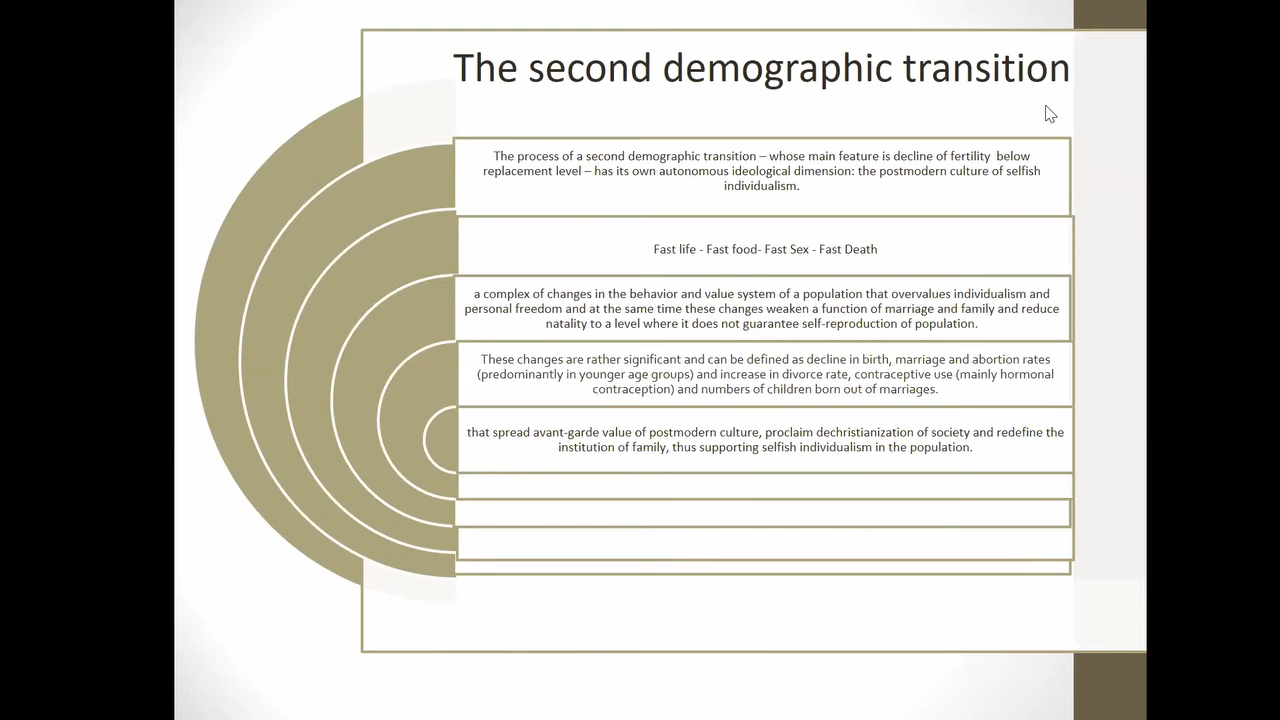 The second demographic transition
The process of a second demographic transition – whose main feature is decline of fertility  below
replacement level – has its own autonomous ideological dimension: the postmodern culture of selfish
individualism.
Fast life - Fast food- Fast Sex - Fast Death
a complex of changes in the behavior and value system of a population that overvalues individualism and
personal freedom and at the same time these changes weaken a function of marriage and family and reduce
natality to a level where it does not guarantee self-reproduction of population.
These changes are rather significant and can be defined as decline in birth, marriage and abortion rates
(predominantly in younger age groups) and increase in divorce rate, contraceptive use (mainly hormonal
contraception) and numbers of children born out of marriages.
that spread avant-garde value of postmodern culture, proclaim dechristianization of society and redefine the
institution of family, thus supporting selfish individualism in the population.